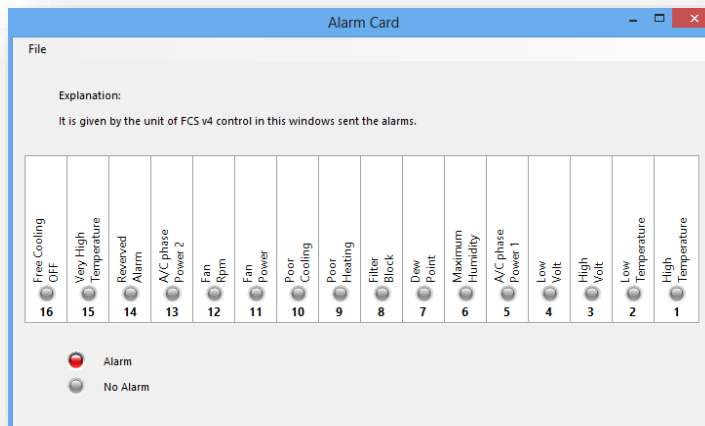 Alarm Card
File
Explanation:
It is given by the unit of FCS v4 control in this windows sent the alarms.
Free Cooling
OFF
16
Very High
Temperature
15
Reverved
Alarm
14
A/C phase
Power 2
13
Fan
Rpm
12
Fan
Power
11
Poor
Cooling
10
Poor
Heating
9
Filter
Block
8
Dew
Point
7
Maximum
Humidity
6
A/C phase
Power 1
5
Low
Volt
4
High
Volt
3
Low
Temperature
2
High
Temperature
1
Alarm
No Alarm